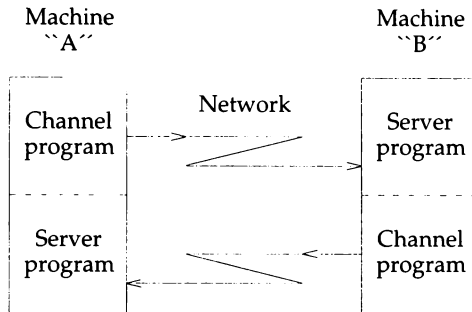 Machine
``A´´
Machine
``B´´
Channel
program
Network
Server
program
Server
program
Channel
program